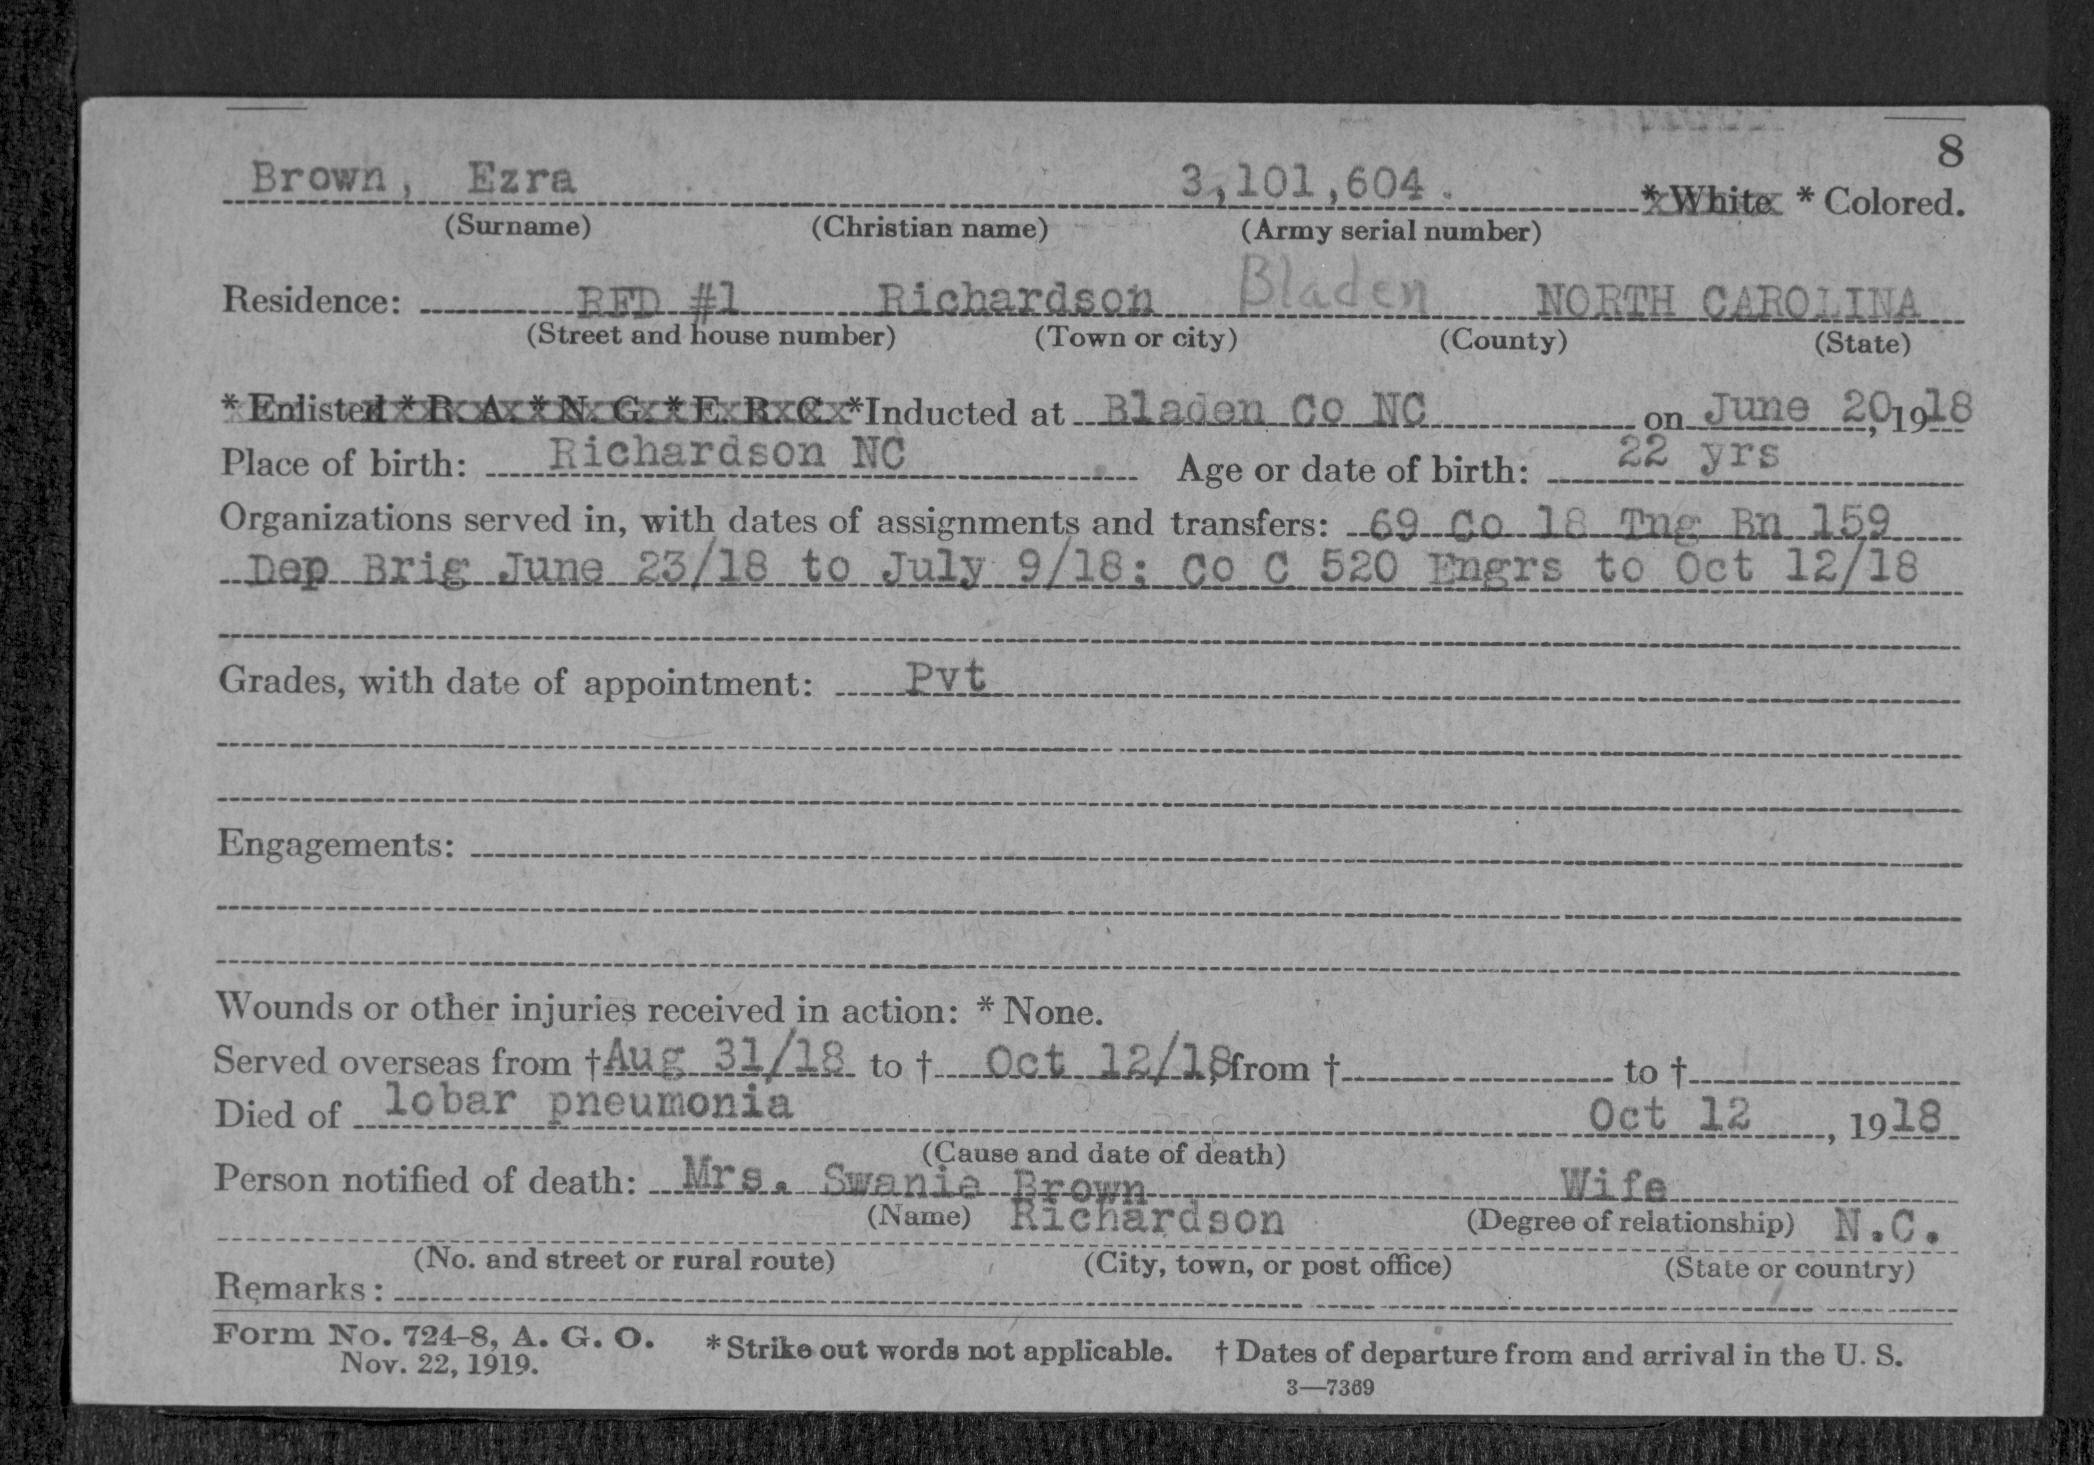 8
Brown, Ezra 3,101,604. * White * Colored.
(Surname) (Christian name) (Army serial number)
Residence: RFD #1 Richardson Bladen NORTH CAROLINA
(Street and house number) (Town or city) (County) (State)
* Enlisted * R. A. * N. G. * E. R. C. * Inducted at Bladen Co NC on June 20, 1918
Place of birth: Richardson NC Age or date of birth: 22 yrs
Organizations served in, with dates of assignments and transfers: 69 Co 18 Tng Bn 159
Dep Brig June 23/18 to July 9/18; Co C 520 Engrs to Oct 12/18
Grades, with date of appointment: Pvt
Engagements:
Wounds or other injuries received in action: * None.
Served overseas from † Aug 31/18 to † Oct 12/18, from † to †
Died of lobar pneumonia Oct 12, 1918
(Cause and date of death)
Person notified of death: Mrs. Swanie Brown Wife
(Name) Richardson (Degree of relationship) N.C.
(No. and street or rural route) (City, town, or post office) (State or country)
Remarks:
Form No. 724-8, A. G. O. * Strike out words not applicable. † Dates of departure from and arrival in the U. S.
Nov. 22, 1919.
3—7369